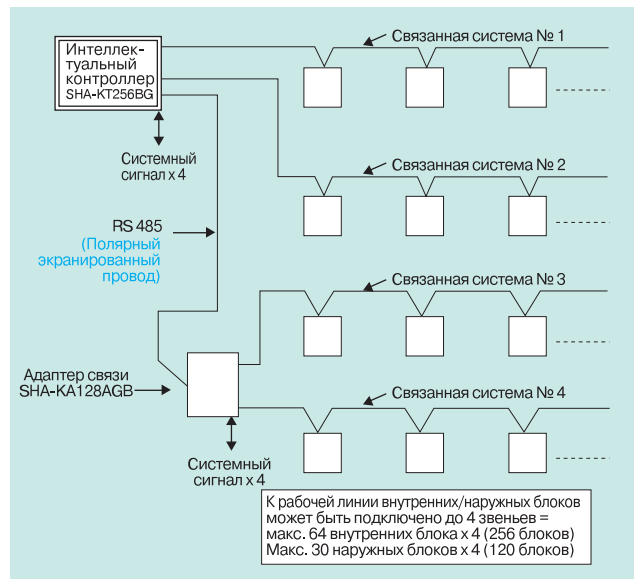 Интеллек-
туальный
контроллер
SHA-KT256BG
Системный
сигнал x 4
Связанная система № 1
Связанная система № 2
RS 485
(Полярный
экранированный
провод)
Связанная система № 3
Адаптер связи
SHA-KA128AGB
Связанная система № 4
Системный
сигнал x 4
К рабочей линии внутренних/наружных блоков
может быть подключено до 4 звеньев =
макс. 64 внутренних блока x 4 (256 блоков)
Макс. 30 наружных блоков x 4 (120 блоков)